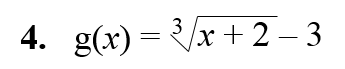 4. g(x) = ∛(x + 2) – 3